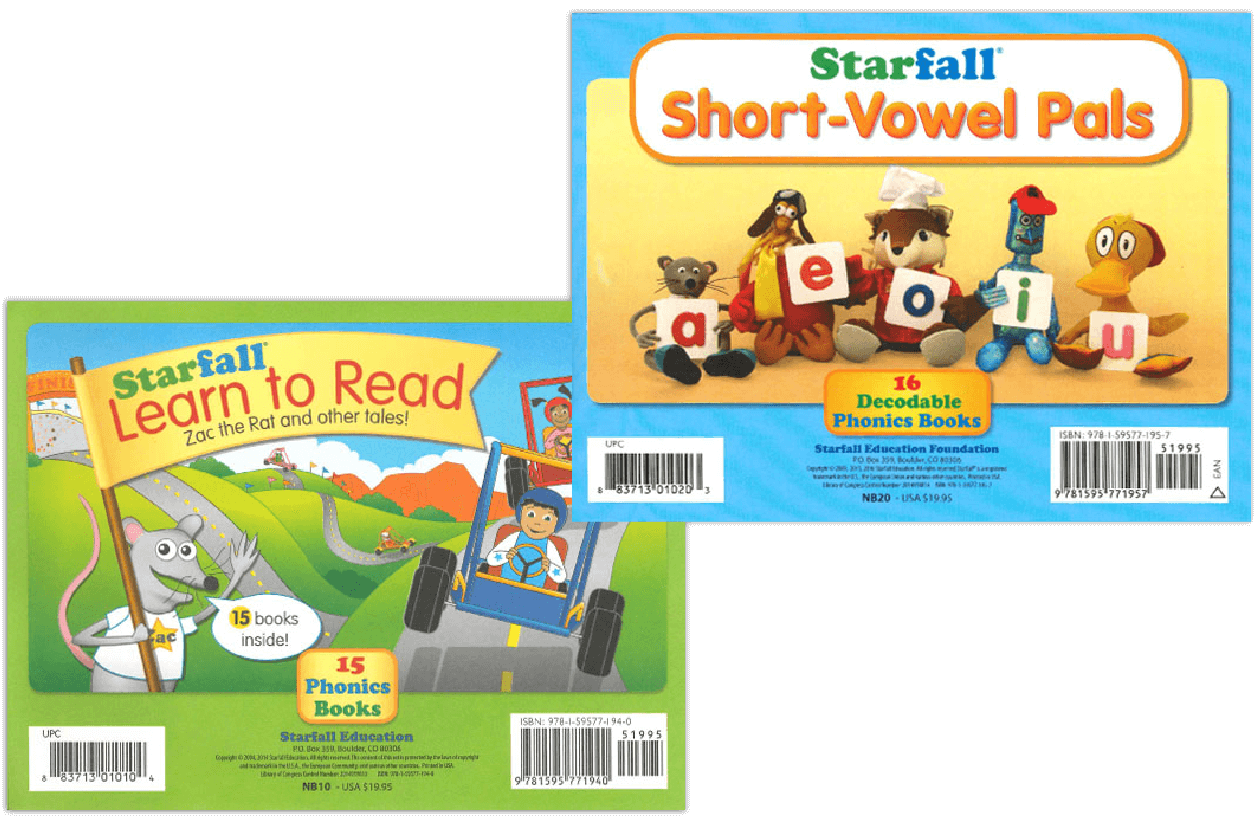 Starfall®
Short-Vowel Pals
a
e
o
i
u
16
Decodable
Phonics Books
UPC
8 83713 01020 3
Starfall Education Foundation
P.O. Box 359, Boulder, CO 80306
NB20 - USA $19.95
ISBN: 978-1-59577-195-7
51995
9 781595 771957
EAN
FINI
Starfall®
Learn to Read
Zac the Rat and other tales!
ac
15 books
inside!
15
Phonics
Books
UPC
8 83713 01010 4
Starfall Education
P.O. Box 359, Boulder, CO 80306
NB10 - USA $19.95
ISBN: 978-1-59577-194-0
51995
9 781595 771940